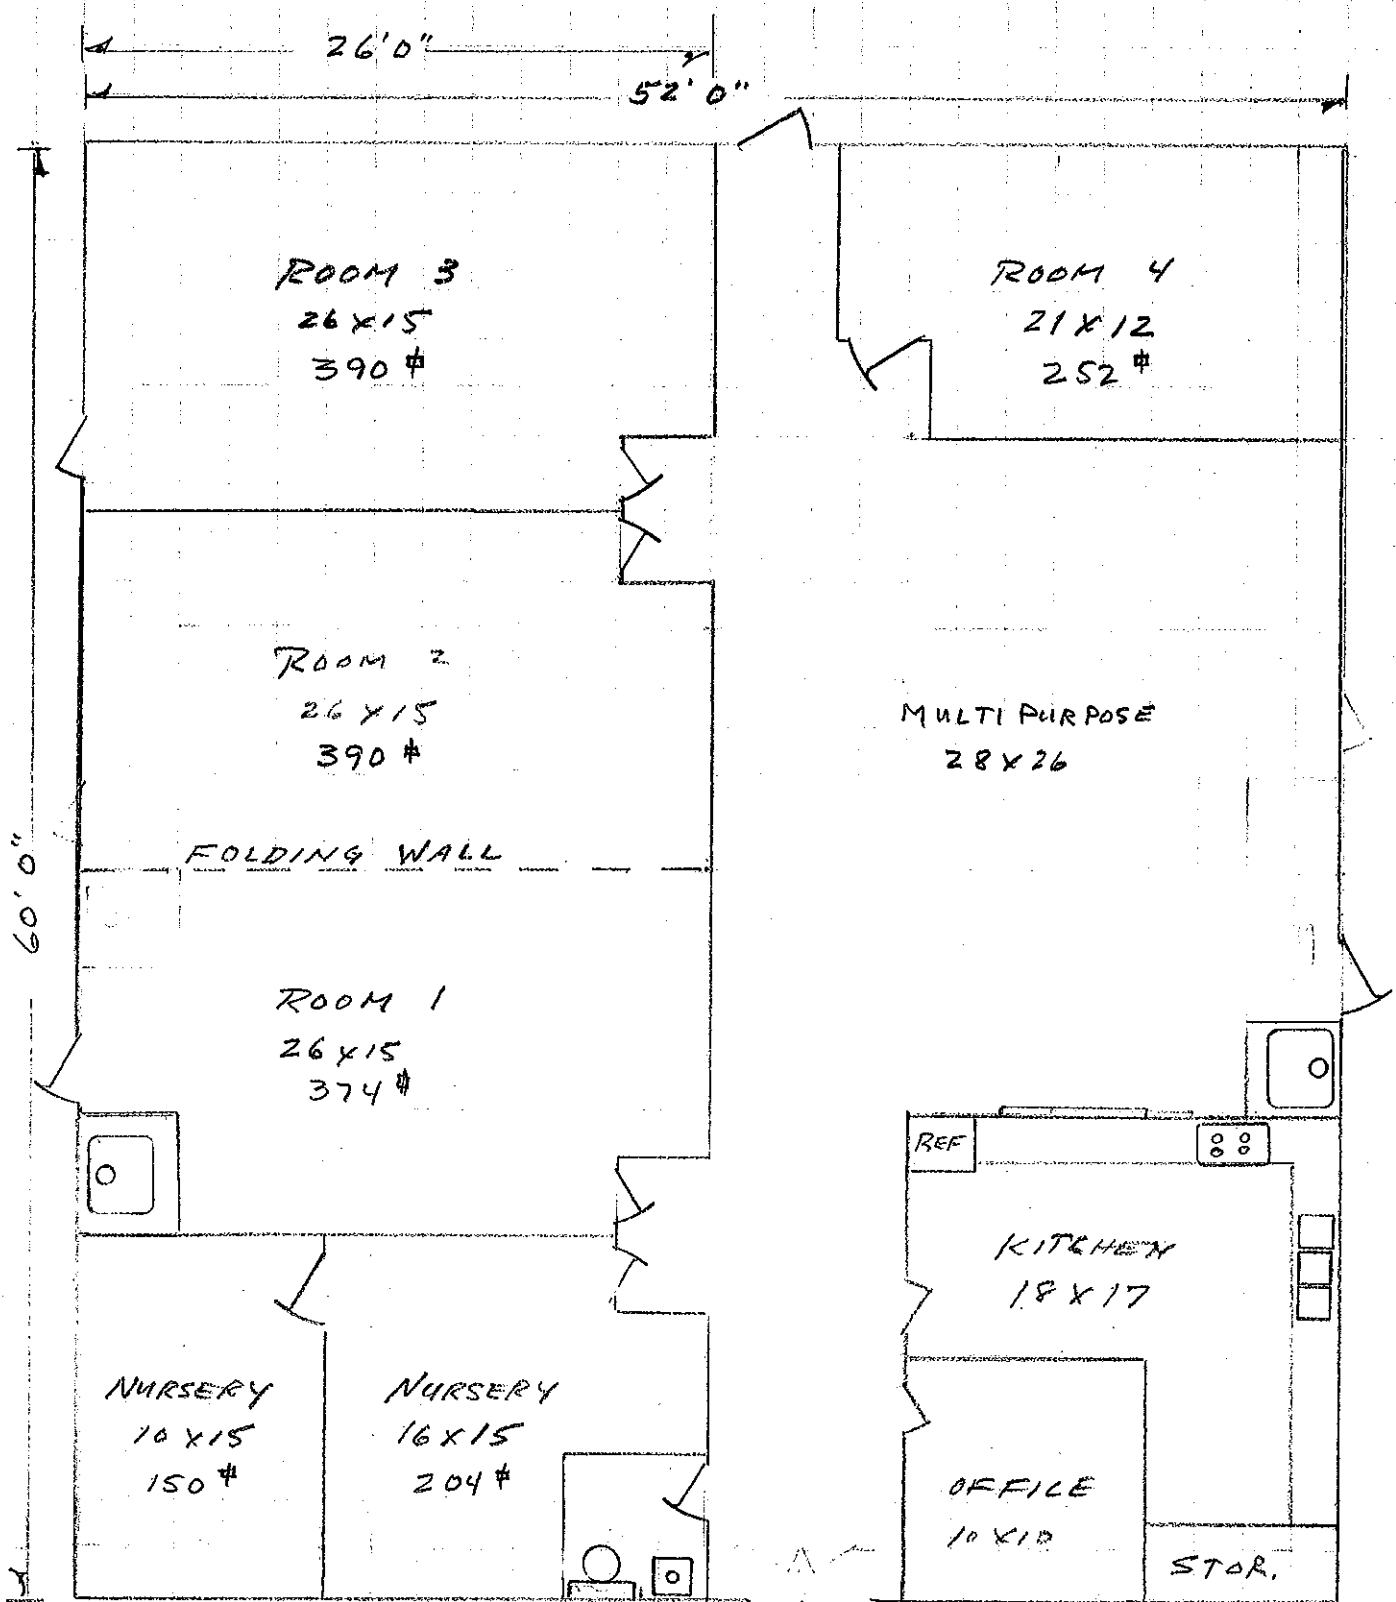 26'0"
52'0"
60'0"
ROOM 3
26 X 15
390 ⏀
ROOM 4
21 X 12
252 ⏀
ROOM 2
26 X 15
390 ⏀
MULTI PURPOSE
28 X 26
FOLDING WALL
ROOM 1
26 X 15
374 ⏀
REF
KITCHEN
18 X 17
NURSERY
10 X 15
150 ⏀
NURSERY
16 X 15
204 ⏀
OFFICE
10 X 10
STOR.